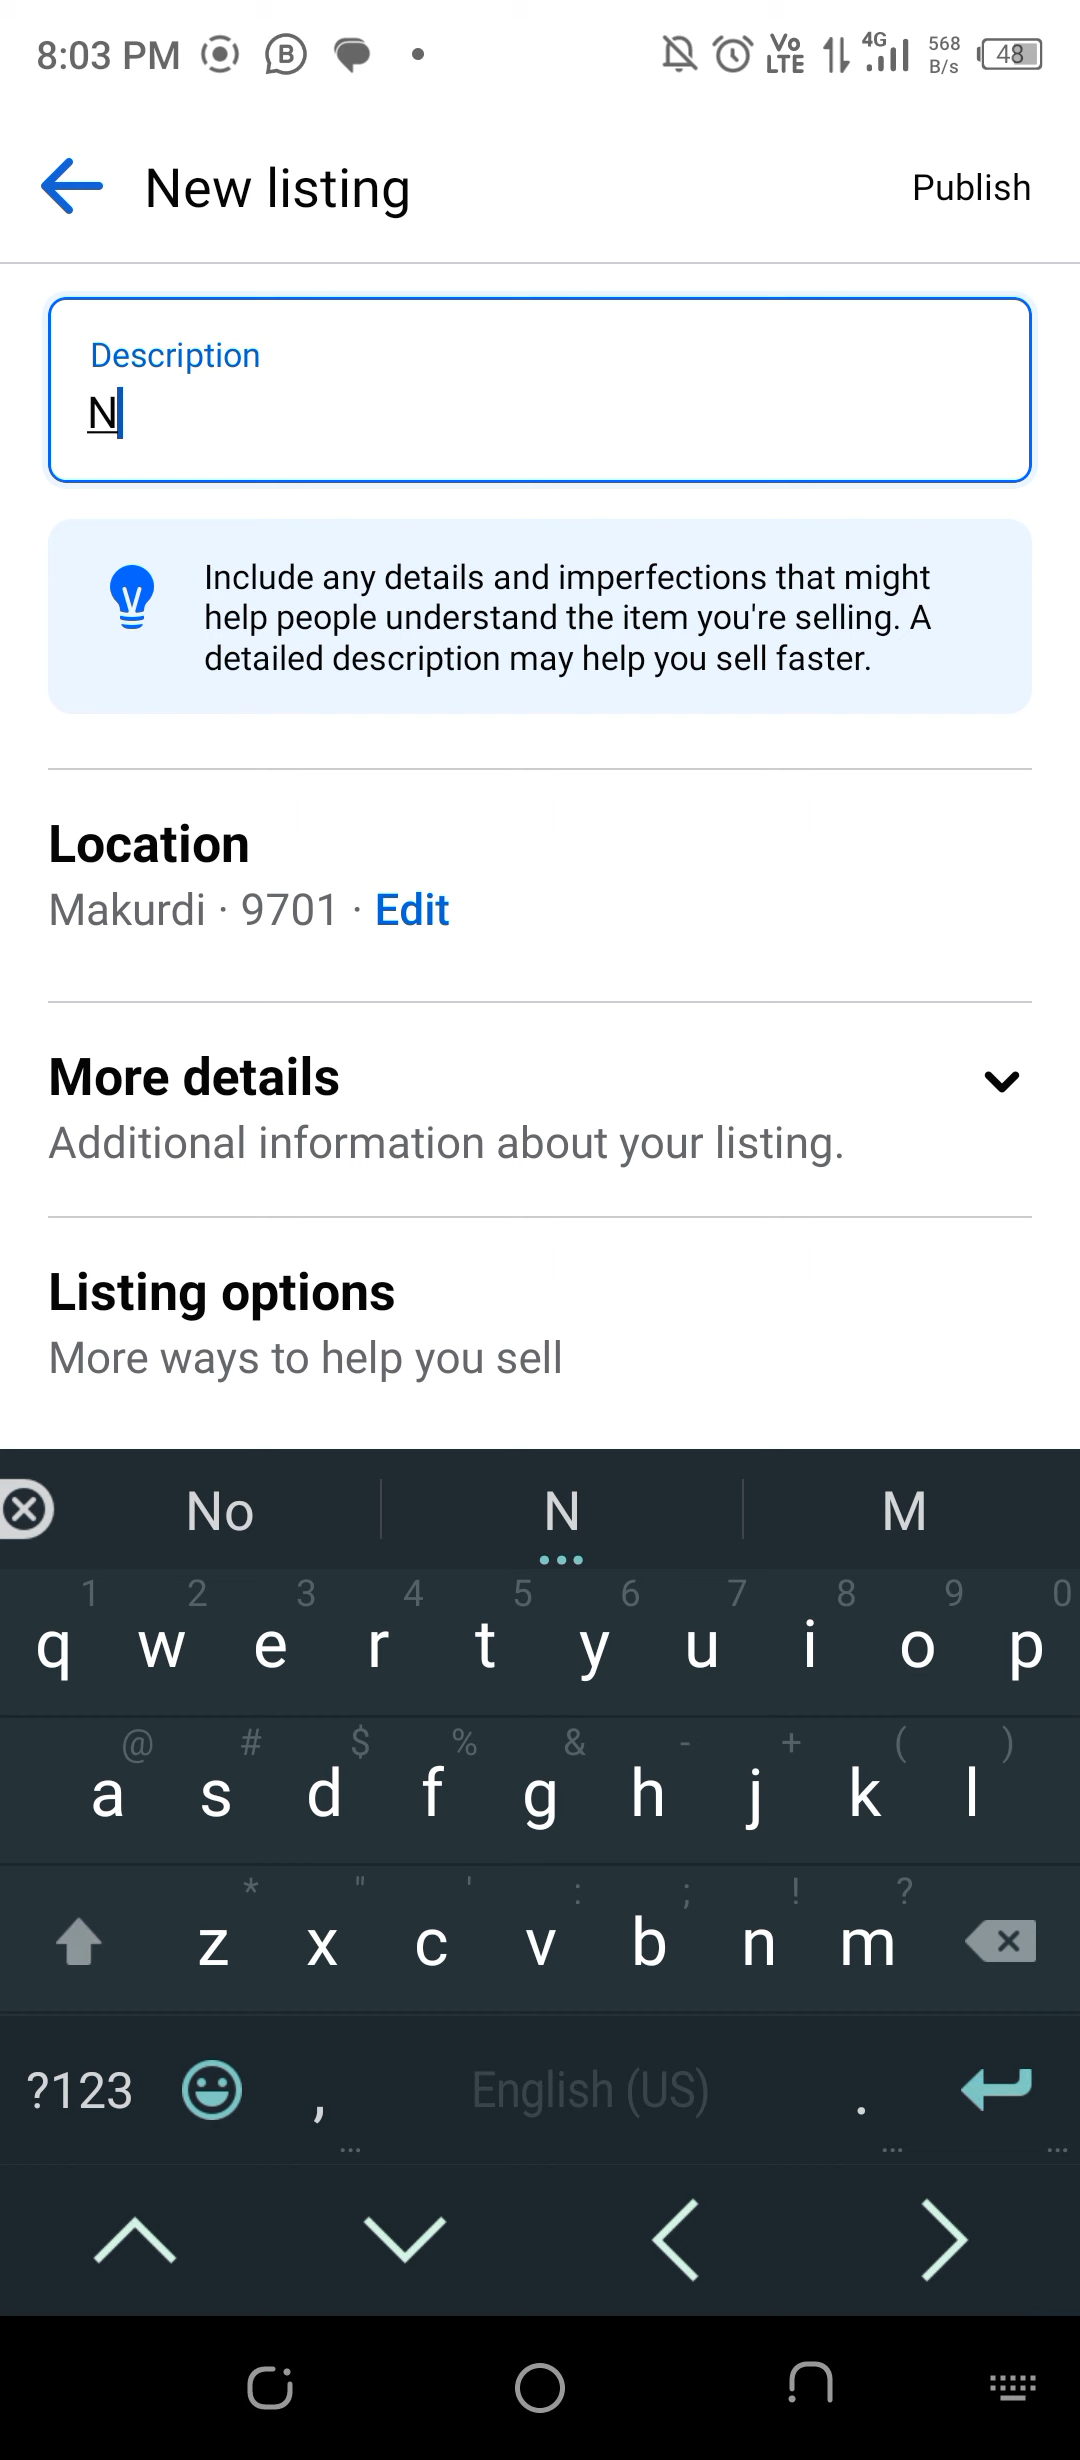 8:03 PM B Vo LTE 4G 568 B/s 48
New listing Publish
Description
N
Include any details and imperfections that might
help people understand the item you're selling. A
detailed description may help you sell faster.
Location
Makurdi · 9701 · Edit
More details
Additional information about your listing.
Listing options
More ways to help you sell
No N M
1 2 3 4 5 6 7 8 9 0
q w e r t y u i o p
@ # $ % & - + ( )
a s d f g h j k l
* " ' : ; ! ?
z x c v b n m
?123 , English (US) .